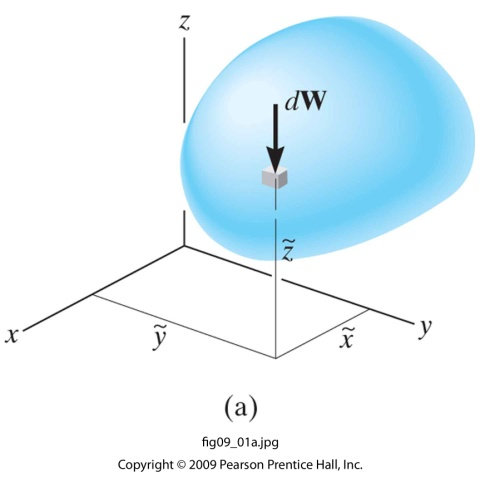 z
dW
z̃
x
ỹ
x̃
y
(a)
fig09_01a.jpg
Copyright © 2009 Pearson Prentice Hall, Inc.